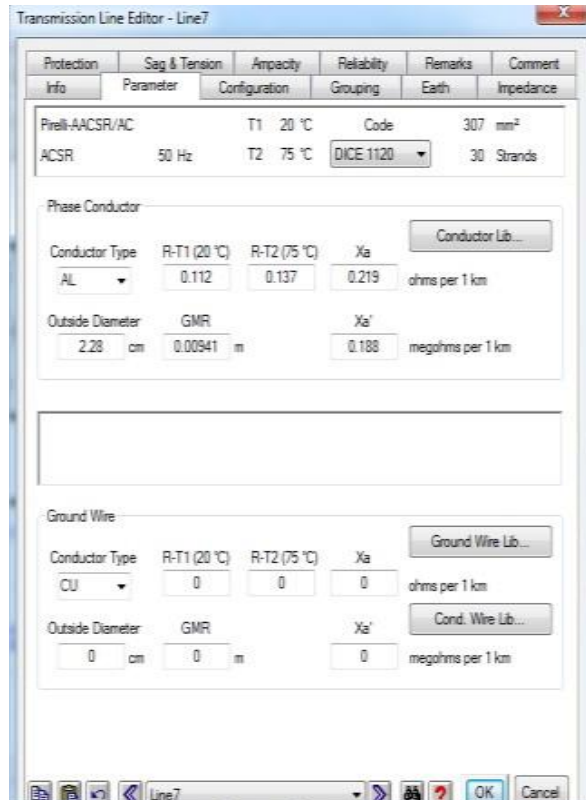 Transmission Line Editor - Line7
Protection Sag & Tension Ampacity Reliability Remarks Comment
Info Parameter Configuration Grouping Earth Impedance
Pirelli-AACSR/AC T1 20 °C Code 307 mm²
ACSR 50 Hz T2 75 °C DICE 1120 30 Strands
Phase Conductor
Conductor Lib...
Conductor Type R-T1 (20 °C) R-T2 (75 °C) Xa
AL 0.112 0.137 0.219 ohms per 1 km
Outside Diameter GMR Xa'
2.28 cm 0.00941 m 0.188 megohms per 1 km
Ground Wire
Ground Wire Lib...
Conductor Type R-T1 (20 °C) R-T2 (75 °C) Xa
CU 0 0 0 ohms per 1 km
Cond. Wire Lib...
Outside Diameter GMR Xa'
0 cm 0 m 0 megohms per 1 km
Line7 OK Cancel